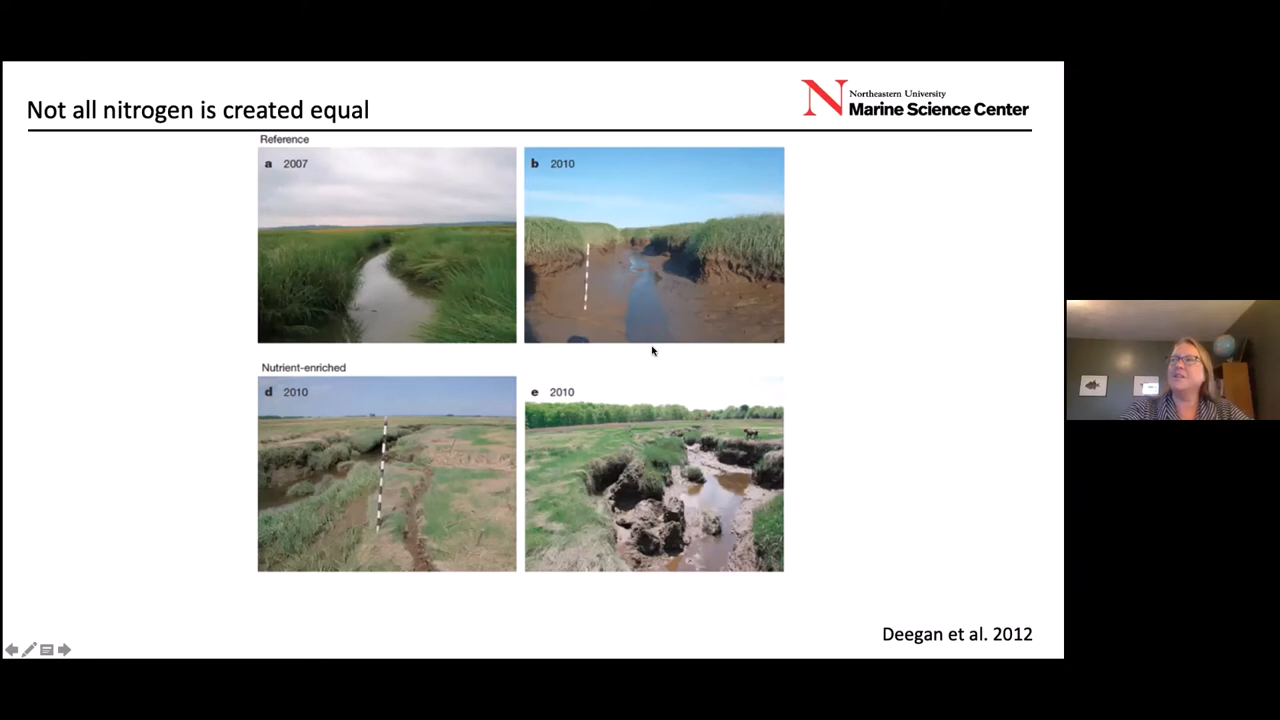 Not all nitrogen is created equal
N Northeastern University
Marine Science Center
Reference
a 2007
b 2010
Nutrient-enriched
d 2010
e 2010
Deegan et al. 2012